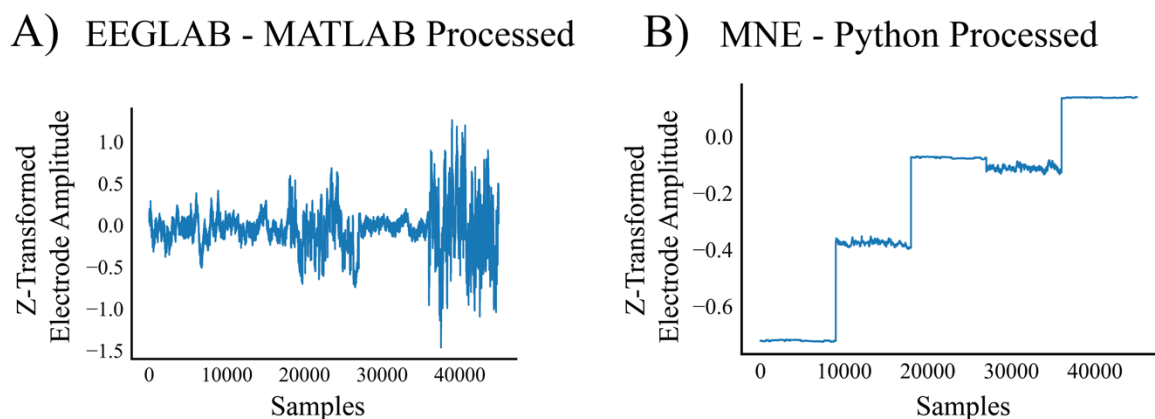 A) EEGLAB - MATLAB Processed
Z-Transformed
Electrode Amplitude
1.0
0.5
0.0
−0.5
−1.0
−1.5
0 10000 20000 30000 40000
Samples
B) MNE - Python Processed
Z-Transformed
Electrode Amplitude
0.0
−0.2
−0.4
−0.6
0 10000 20000 30000 40000
Samples